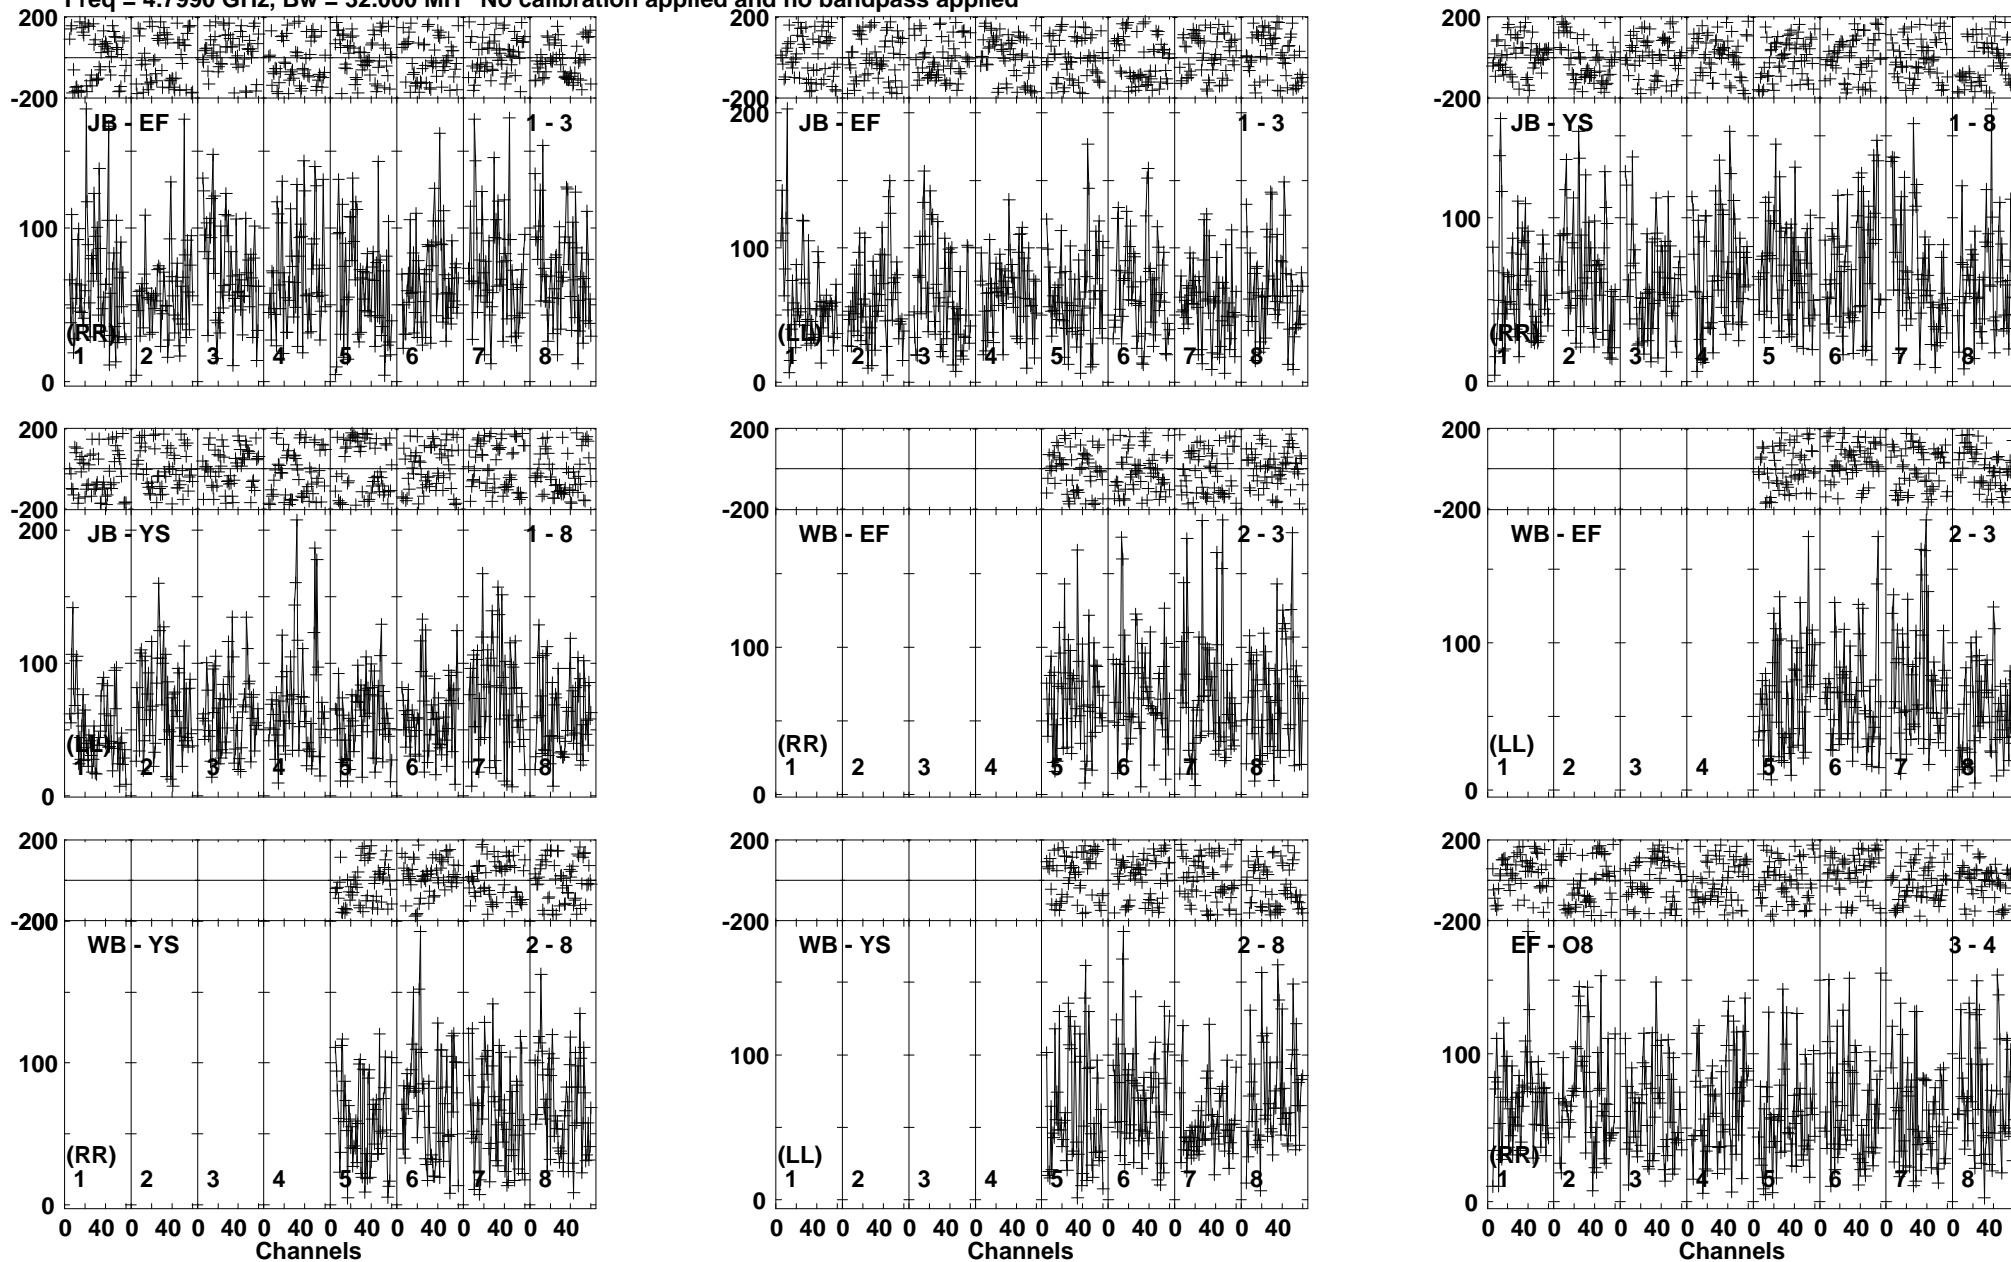 Freq = 4.7990 GHz, Bw = 32.000 MH No calibration applied and no bandpass applied
200 200 200
-200 -200 -200
JB - EF 1 - 3 200 JB - EF 1 - 3 JB - YS 1 - 8
100 100 100
(RR) (LL) (RR)
1 2 3 4 5 6 7 8 1 2 3 4 5 6 7 8 1 2 3 4 5 6 7 8
0 0 0
200 200 200
-200 -200 -200
200 JB - YS 1 - 8 WB - EF 2 - 3 WB - EF 2 - 3
100 100 100
(LL) (RR) (LL)
1 2 3 4 5 6 7 8 1 2 3 4 5 6 7 8 1 2 3 4 5 6 7 8
0 0 0
200 200 200
-200 -200 -200
WB - YS 2 - 8 WB - YS 2 - 8 EF - O8 3 - 4
100 100 100
(RR) (LL) (RR)
1 2 3 4 5 6 7 8 1 2 3 4 5 6 7 8 1 2 3 4 5 6 7 8
0 0 0
0 40 0 40 0 40 0 40 0 40 0 40 0 40 0 40 0 40 0 40 0 40 0 40 0 40 0 40 0 40 0 40 0 40 0 40 0 40 0 40 0 40 0 40 0 40 0 40
Channels Channels